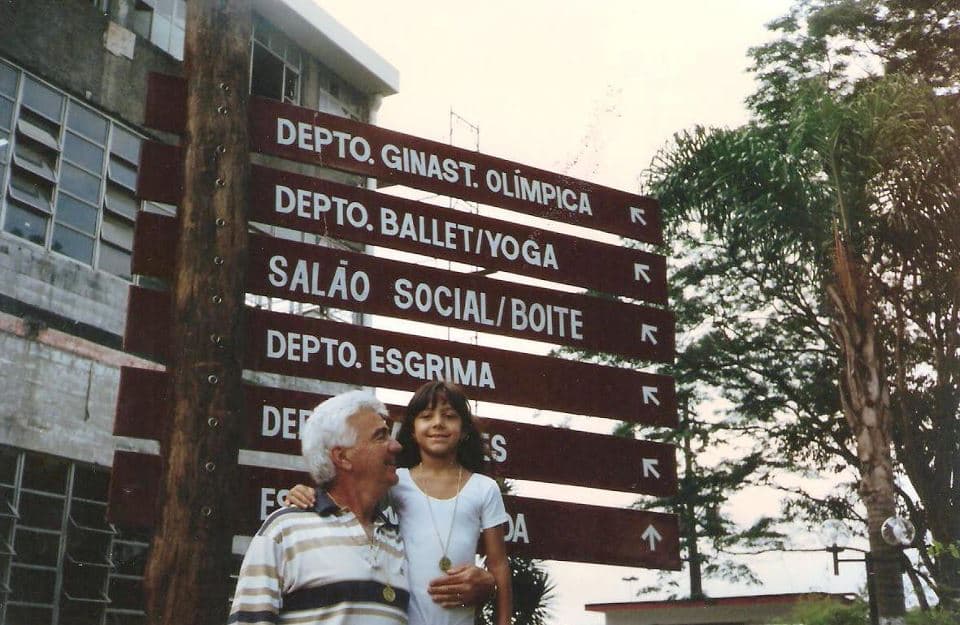 DEPTO. GINAST. OLÍMPICA
DEPTO. BALLET/YOGA
SALÃO SOCIAL/BOITE
DEPTO. ESGRIMA